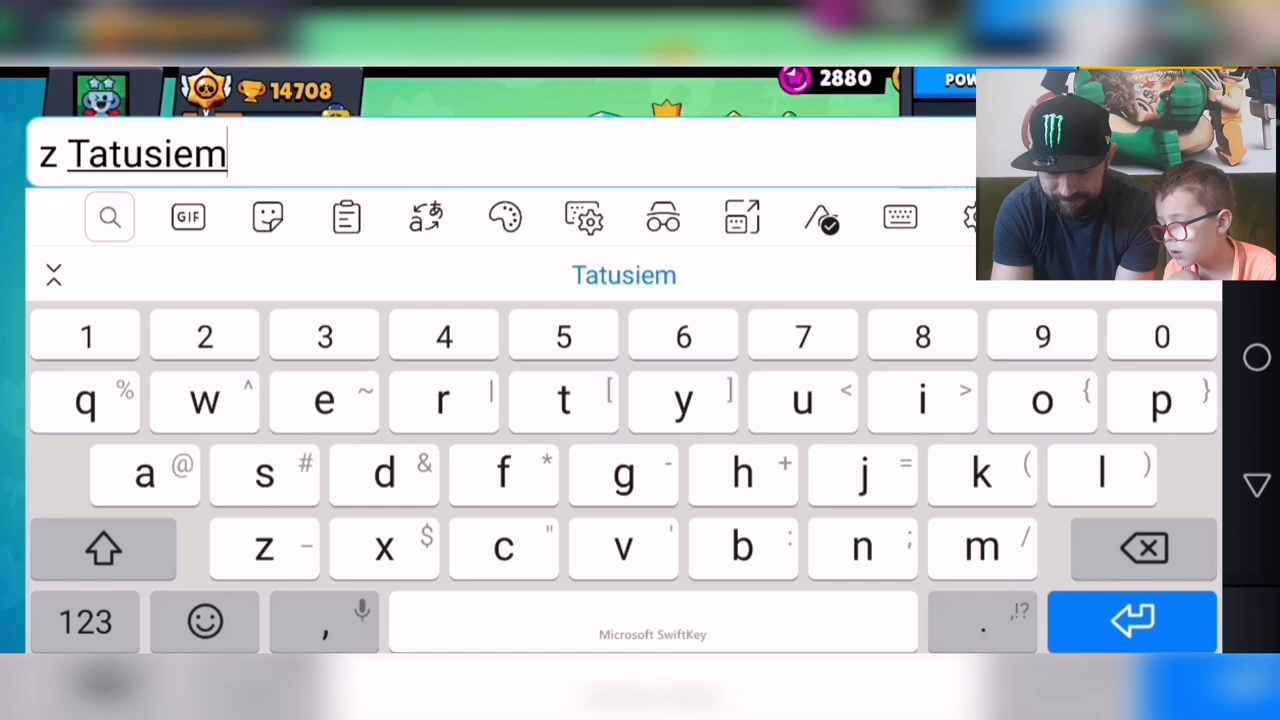 14708
2880
POW
z Tatusiem
GIF
Tatusiem
1 2 3 4 5 6 7 8 9 0
q % w ^ e ~ r | t [ y ] u < i > o { p }
a @ s # d & f * g - h + j = k ( l )
z _ x $ c " v ' b : n ; m /
123 , Microsoft SwiftKey . ,!?